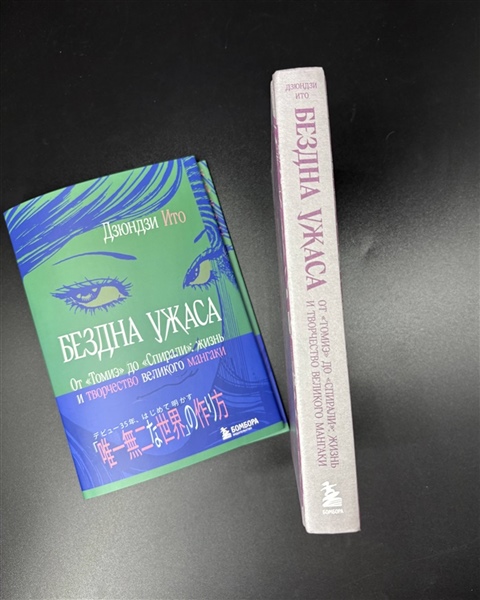 Дзюндзи Ито
БЕЗДНА УЖАСА
От «Томиэ» до «Спирали»: жизнь
и творчество великого мангаки
デビュー35年、はじめて明かす
「唯一無二な世界」の作り方
БОМБОРА
ДЗЮНДЗИ
ИТО
БЕЗДНА УЖАСА
ОТ «ТОМИЭ» ДО «СПИРАЛИ»: ЖИЗНЬ
И ТВОРЧЕСТВО ВЕЛИКОГО МАНГАКИ
БОМБОРА